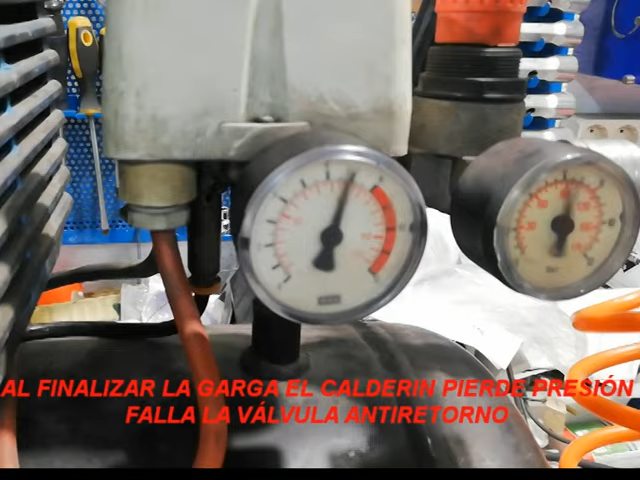 AL FINALIZAR LA GARGA EL CALDERIN PIERDE PRESIÓN
FALLA LA VÁLVULA ANTIRETORNO